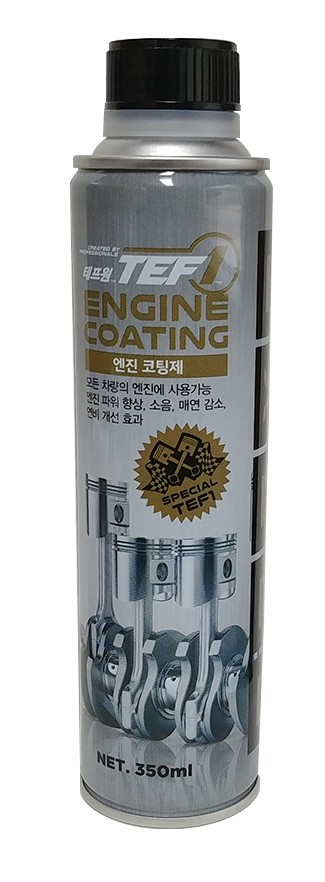 CREATED BY
PROFESSIONALS
테프원 TEF1
ENGINE
COATING
엔진 코팅제
모든 차량의 엔진에 사용가능
엔진 파워 향상, 소음, 매연 감소,
연비 개선 효과
SPECIAL
TEF1
NET. 350ml